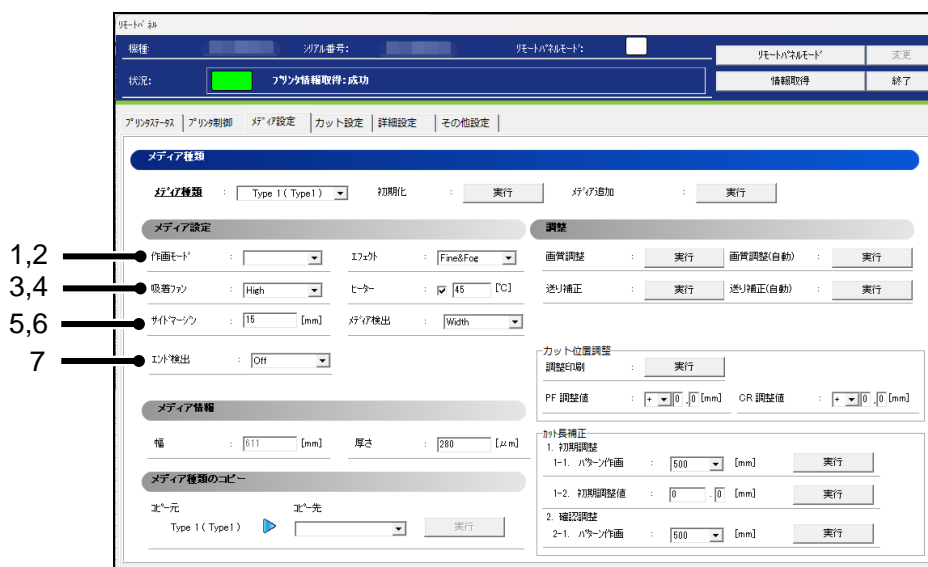 ﾘﾓｰﾄﾊﾟﾈﾙ
機種:
ｼﾘｱﾙ番号:
ﾘﾓｰﾄﾊﾟﾈﾙﾓｰﾄﾞ:
ﾘﾓｰﾄﾊﾟﾈﾙﾓｰﾄﾞ 変更
状況: ﾌﾟﾘﾝﾀ情報取得:成功
情報取得 終了
ﾌﾟﾘﾝﾀｽﾃｰﾀｽ ﾌﾟﾘﾝﾀ制御 ﾒﾃﾞｨｱ設定 カット設定 詳細設定 その他設定
メディア種類
ﾒﾃﾞｨｱ種類 : Type 1 ( Type1 ) 初期化 : 実行 ﾒﾃﾞｨｱ追加 : 実行
メディア設定
1,2 作画ﾓｰﾄﾞ : ｴﾌｪｸﾄ : Fine&Fog
3,4 吸着ﾌｧﾝ : High ﾋｰﾀｰ : 45 [℃]
5,6 ｻｲﾄﾞﾏｰｼﾞﾝ : 15 [mm] ﾒﾃﾞｨｱ検出 : Width
7 ｴﾝﾄﾞ検出 : Off
調整
画質調整 : 実行 画質調整(自動) : 実行
送り補正 : 実行 送り補正(自動) : 実行
カット位置調整
調整印刷 : 実行
PF 調整値 : + 0 . 0 [mm] CR 調整値 : + 0 . 0 [mm]
メディア情報
幅 : 611 [mm] 厚さ : 280 [μm]
ｶｯﾄ長補正
1. 初期調整
1-1. ﾊﾟﾀｰﾝ作画 : 500 [mm] 実行
1-2. 初期調整値 : 0 . 0 [mm] 実行
2. 確認調整
2-1. ﾊﾟﾀｰﾝ作画 : 500 [mm] 実行
メディア種類のコピー
ｺﾋﾟｰ元 ｺﾋﾟｰ先
Type 1 ( Type1 ) 実行